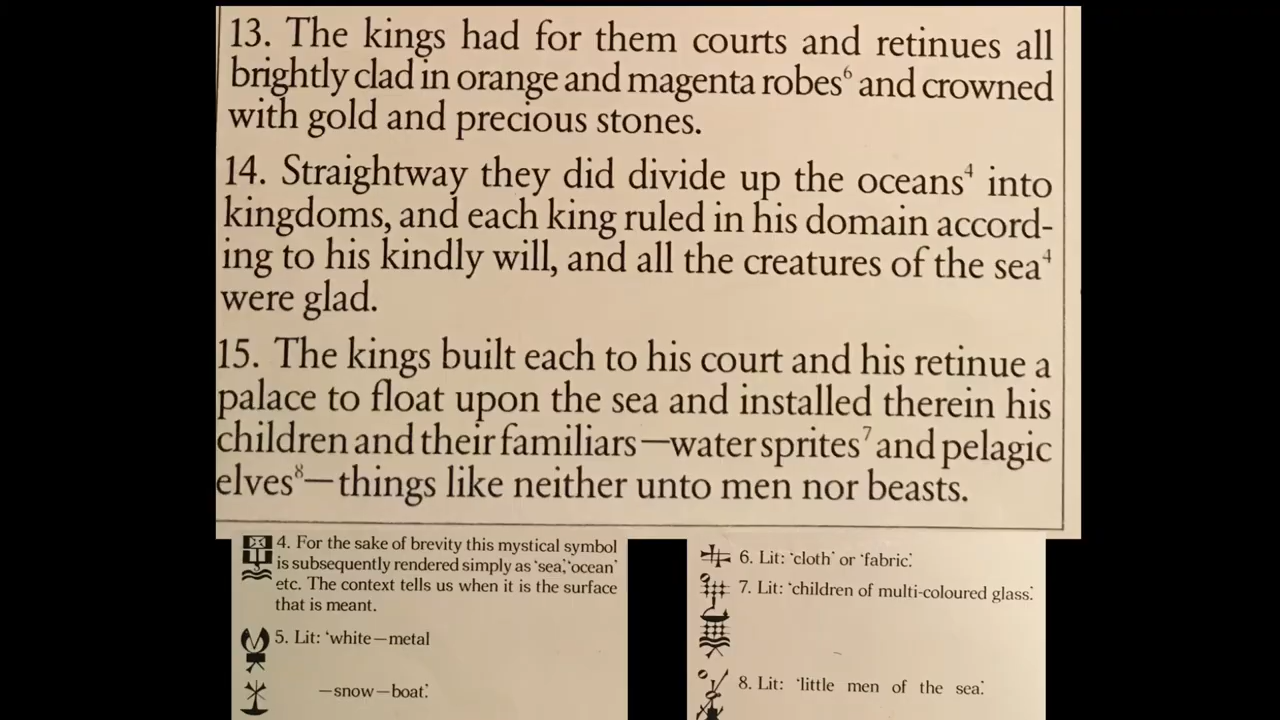 13. The kings had for them courts and retinues all
brightly clad in orange and magenta robes⁶ and crowned
with gold and precious stones.
14. Straightway they did divide up the oceans⁴ into
kingdoms, and each king ruled in his domain accord-
ing to his kindly will, and all the creatures of the sea⁴
were glad.
15. The kings built each to his court and his retinue a
palace to float upon the sea and installed therein his
children and their familiars—water sprites⁷ and pelagic
elves⁸—things like neither unto men nor beasts.
4. For the sake of brevity this mystical symbol
is subsequently rendered simply as 'sea,' 'ocean'
etc. The context tells us when it is the surface
that is meant.
5. Lit: 'white—metal
—snow—boat.'
6. Lit: 'cloth' or 'fabric.'
7. Lit: 'children of multi-coloured glass.'
8. Lit: 'little men of the sea.'